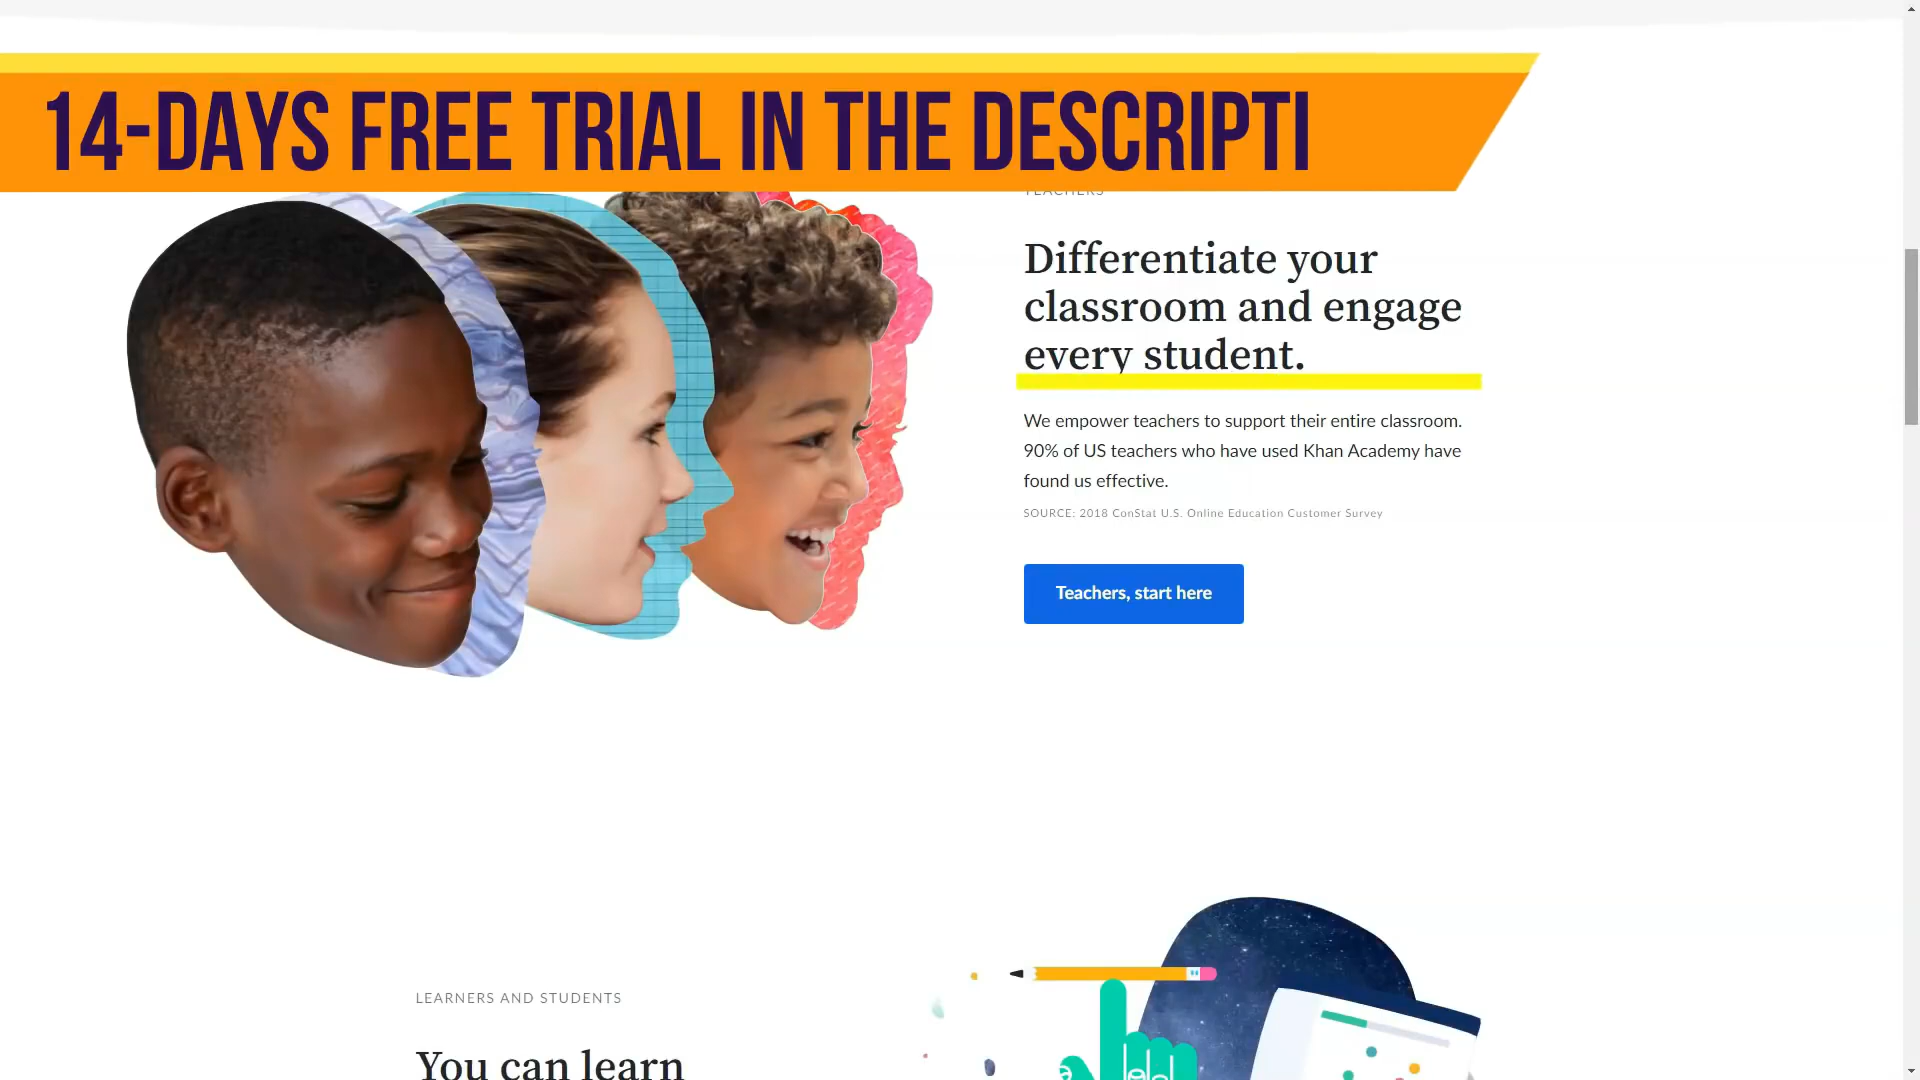 14-DAYS FREE TRIAL IN THE DESCRIPTI
TEACHERS
Differentiate your
classroom and engage
every student.
We empower teachers to support their entire classroom.
90% of US teachers who have used Khan Academy have
found us effective.
SOURCE: 2018 ConStat U.S. Online Education Customer Survey
Teachers, start here
LEARNERS AND STUDENTS
You can learn